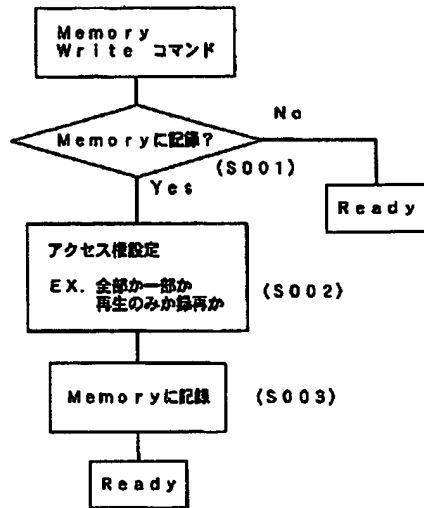 Memory
Write コマンド
Memoryに記録？
No
(S001)
Yes
Ready
アクセス権設定
EX. 全部か一部か
再生のみか録再か
(S002)
Memoryに記録
(S003)
Ready